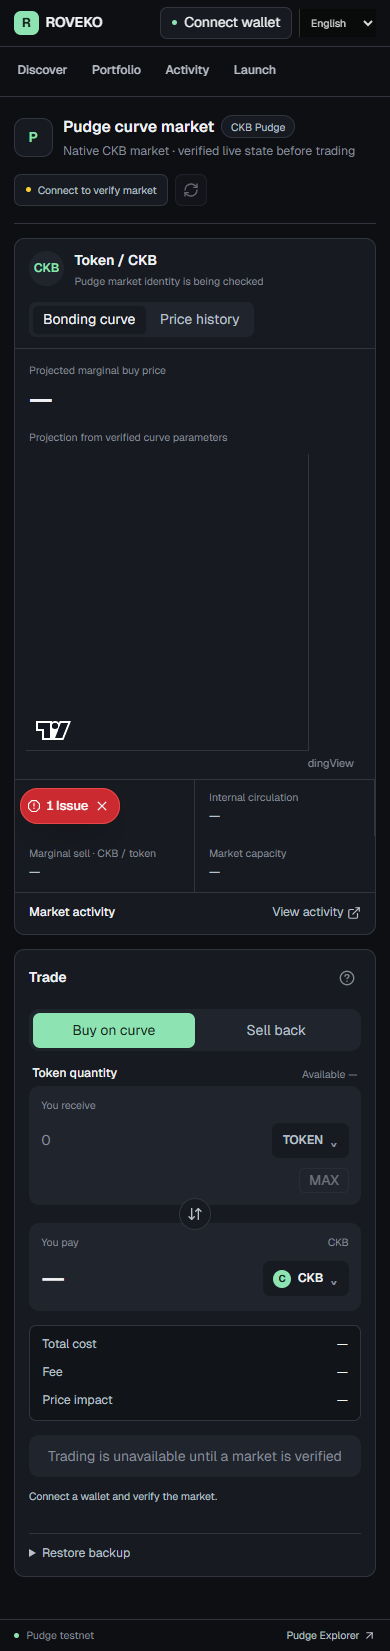 R ROVEKO
Connect wallet
English
Discover Portfolio Activity Launch
P
Pudge curve market CKB Pudge
Native CKB market · verified live state before trading
Connect to verify market
CKB
Token / CKB
Pudge market identity is being checked
Bonding curve Price history
Projected marginal buy price
—
Projection from verified curve parameters
dingView
1 Issue
Internal circulation
—
Marginal sell · CKB / token
—
Market capacity
—
Market activity View activity
Trade
Buy on curve Sell back
Token quantity Available —
You receive
0 TOKEN
MAX
You pay CKB
— C CKB
Total cost —
Fee —
Price impact —
Trading is unavailable until a market is verified
Connect a wallet and verify the market.
Restore backup
Pudge testnet Pudge Explorer